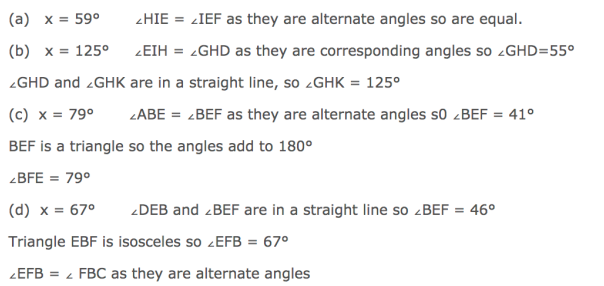 (a) x = 59° ∠HIE = ∠IEF as they are alternate angles so are equal.
(b) x = 125° ∠EIH = ∠GHD as they are corresponding angles so ∠GHD=55°
∠GHD and ∠GHK are in a straight line, so ∠GHK = 125°
(c) x = 79° ∠ABE = ∠BEF as they are alternate angles s0 ∠BEF = 41°
BEF is a triangle so the angles add to 180°
∠BFE = 79°
(d) x = 67° ∠DEB and ∠BEF are in a straight line so ∠BEF = 46°
Triangle EBF is isosceles so ∠EFB = 67°
∠EFB = ∠ FBC as they are alternate angles